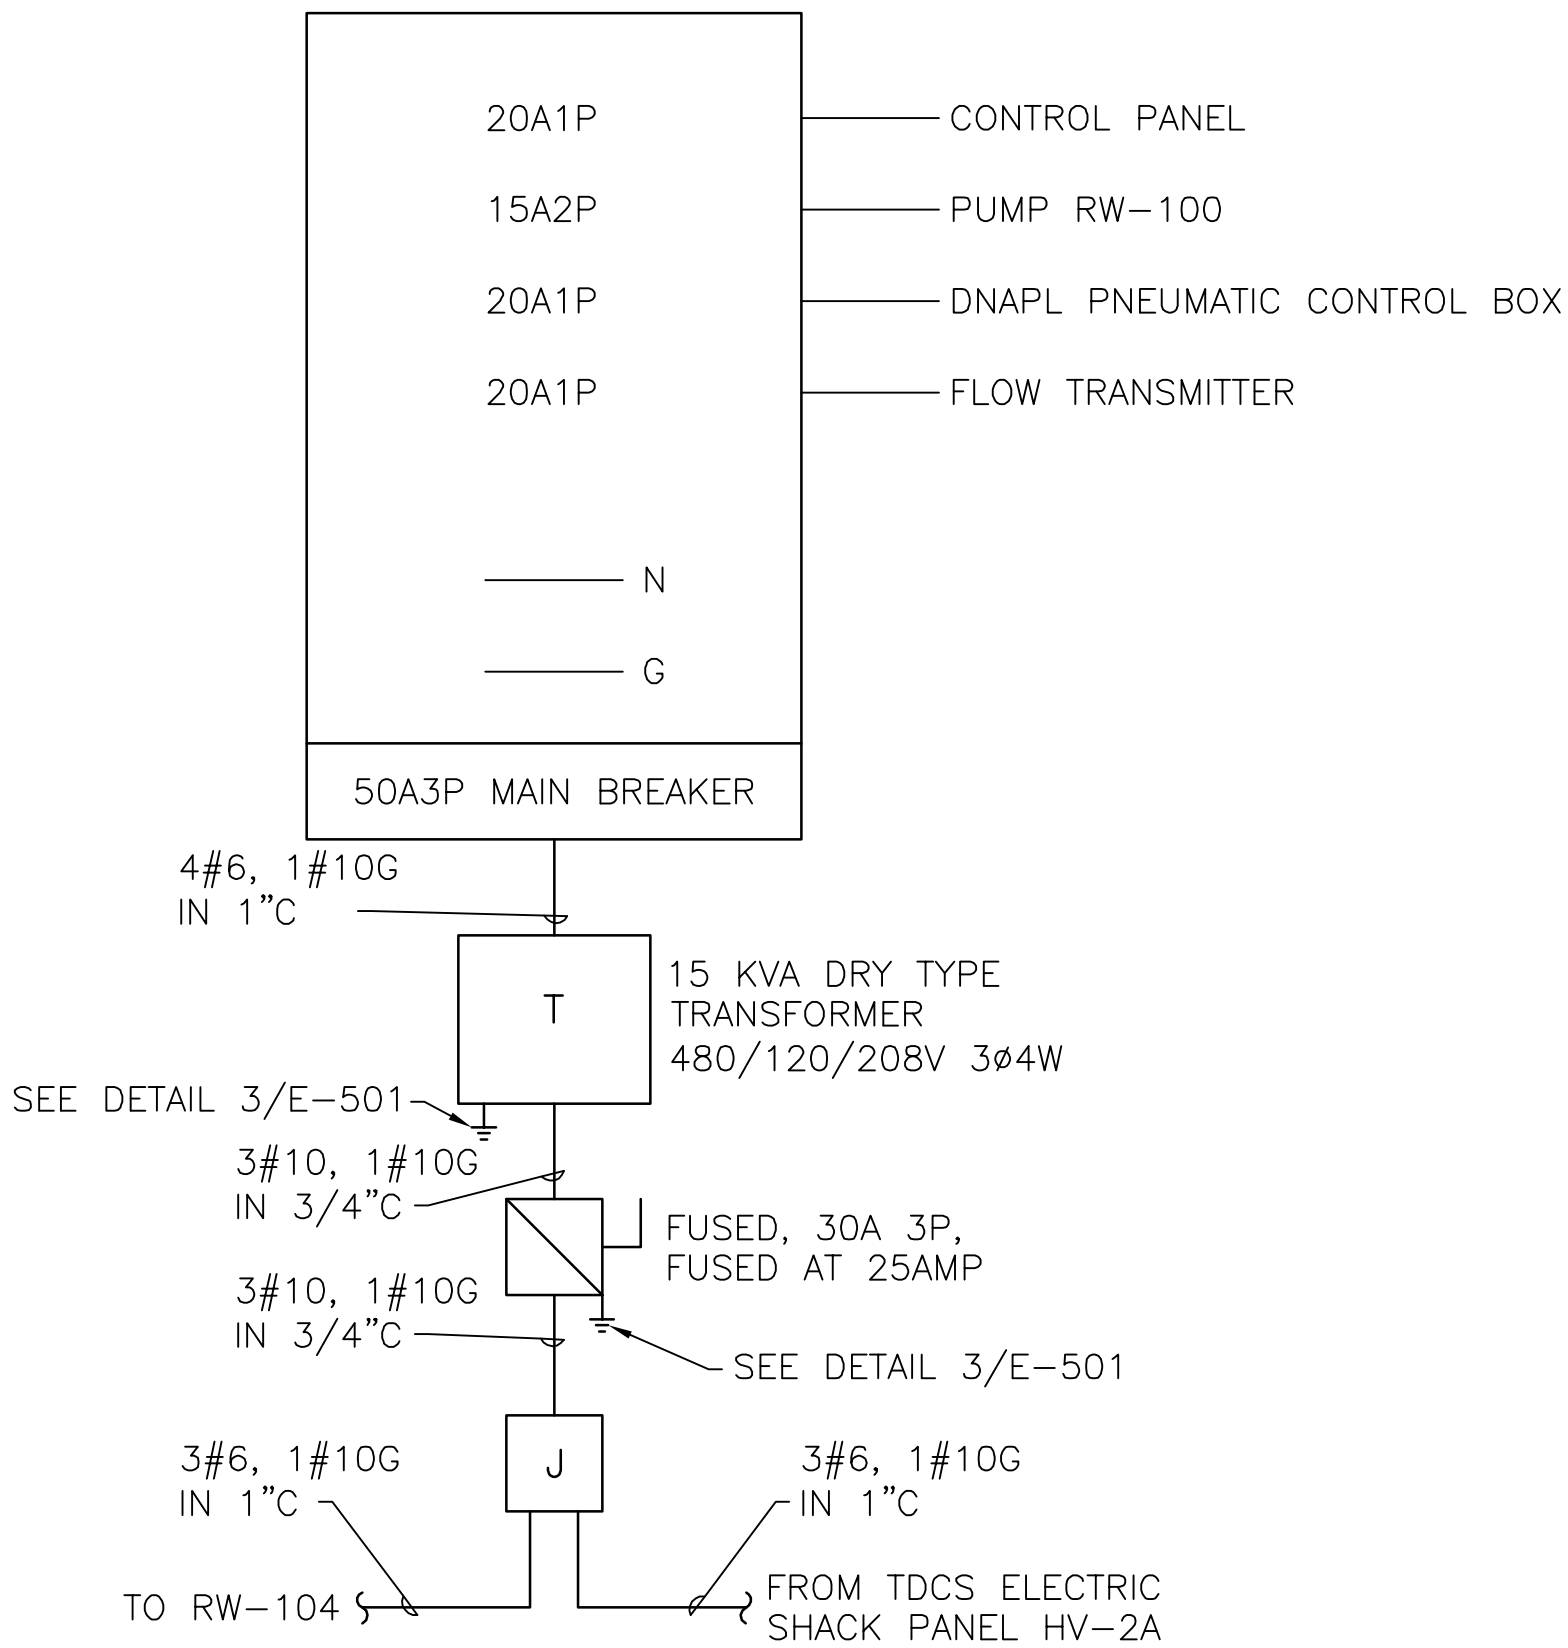 20A1P
CONTROL PANEL
15A2P
PUMP RW-100
20A1P
DNAPL PNEUMATIC CONTROL BOX
20A1P
FLOW TRANSMITTER
N
G
50A3P MAIN BREAKER
4#6, 1#10G
IN 1"C
T
15 KVA DRY TYPE
TRANSFORMER
480/120/208V 3ø4W
SEE DETAIL 3/E-501
3#10, 1#10G
IN 3/4"C
FUSED, 30A 3P,
FUSED AT 25AMP
3#10, 1#10G
IN 3/4"C
SEE DETAIL 3/E-501
J
3#6, 1#10G
IN 1"C
3#6, 1#10G
IN 1"C
TO RW-104
FROM TDCS ELECTRIC
SHACK PANEL HV-2A